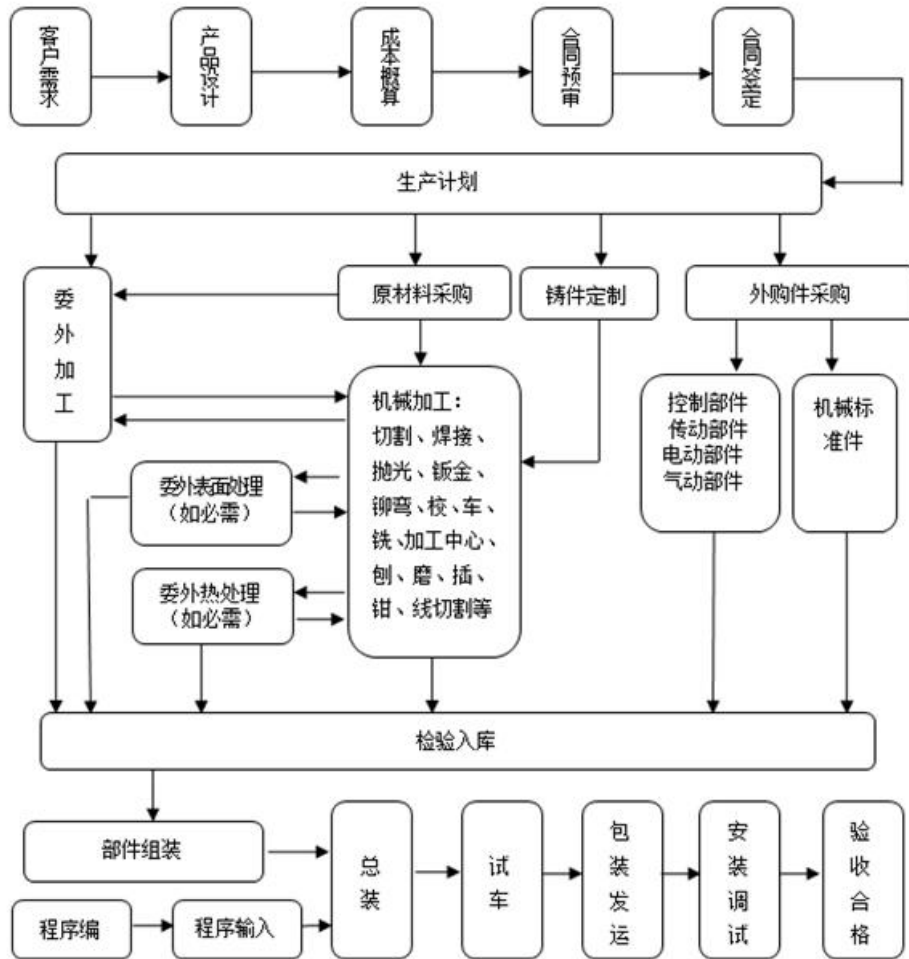 客户需求
产品设计
成本概算
合同预审
合同签定
生产计划
委外加工
原材料采购
铸件定制
外购件采购
机械加工：
切割、焊接、
抛光、钣金、
铆弯、校、车、
铣、加工中心、
刨、磨、插、
钳、线切割等
控制部件
传动部件
电动部件
气动部件
机械标
准件
委外表面处理
（如必需）
委外热处理
（如必需）
检验入库
部件组装
程序编
程序输入
总装
试车
包装发运
安装调试
验收合格